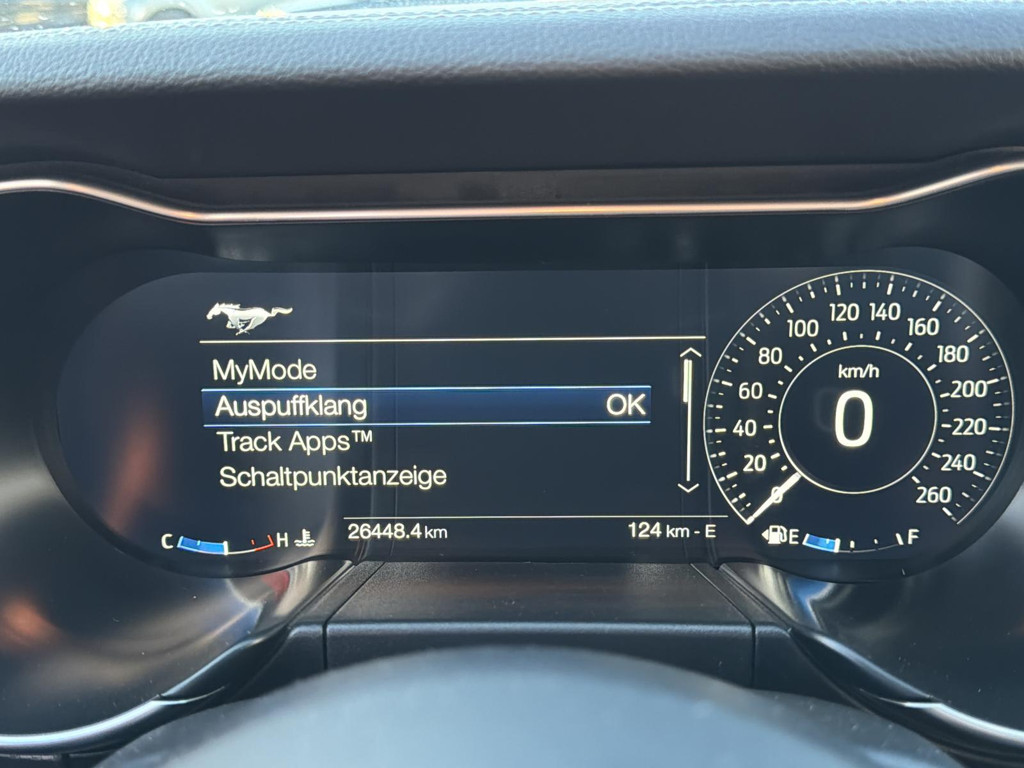 MyMode
Auspuffklang OK
Track Apps™
Schaltpunktanzeige
26448.4 km 124 km - E
C H
0 20 40 60 80 100 120 140 160 180 200 220 240 260
km/h
0
E F